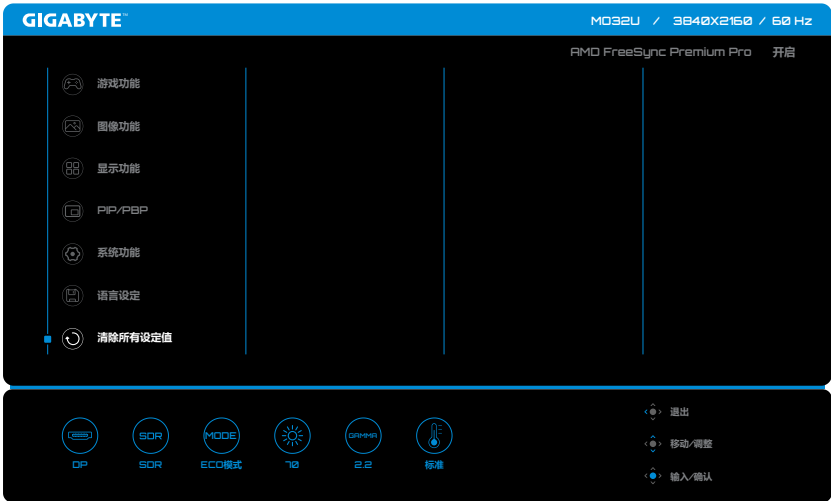 GIGABYTE™
MO32U / 3840X2160 / 60 Hz
AMD FreeSync Premium Pro 开启
游戏功能
图像功能
显示功能
PIP/PBP
系统功能
语言设定
清除所有设定值
SDR
MODE
GAMMA
DP
SDR
ECO模式
70
2.2
标准
退出
移动/调整
输入/确认